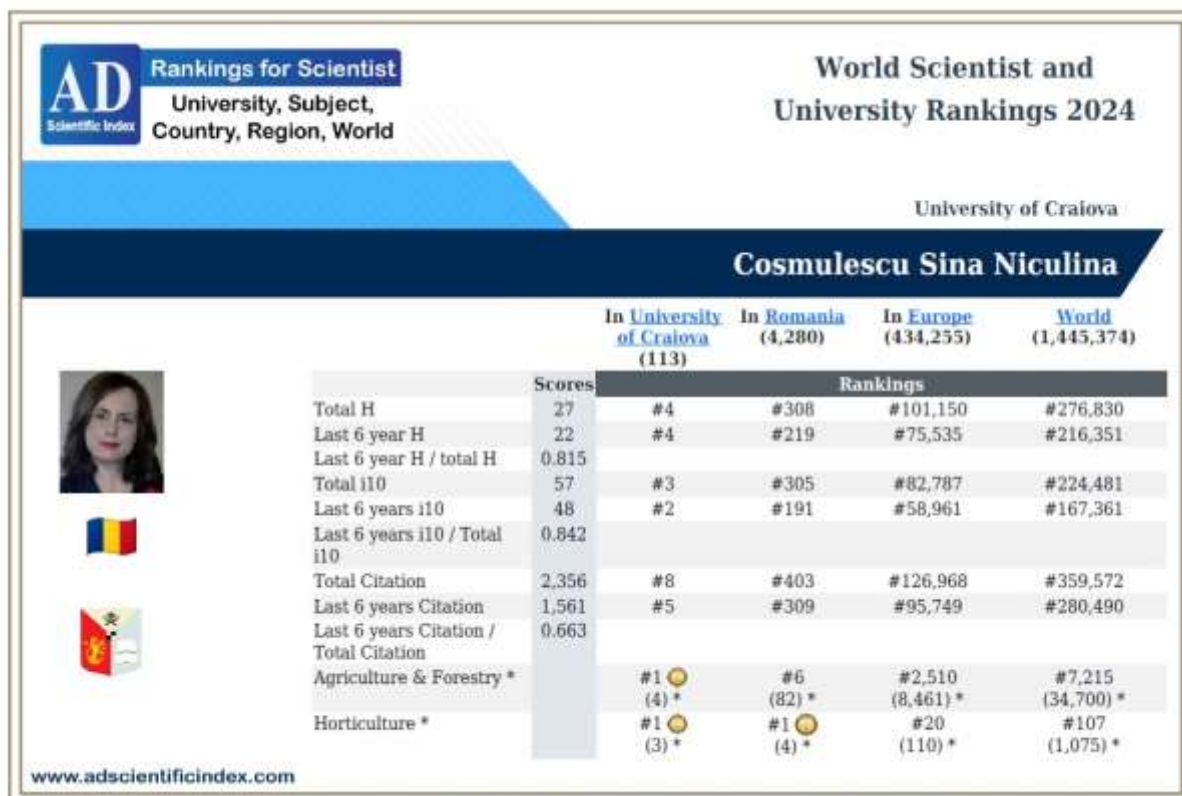 AD
Scientific Index
Rankings for Scientist
University, Subject,
Country, Region, World
World Scientist and
University Rankings 2024
University of Craiova
Cosmulescu Sina Niculina
In University of Craiova (113) In Romania (4,280) In Europe (434,255) World (1,445,374)
Scores Rankings
Total H 27 #4 #308 #101,150 #276,830
Last 6 year H 22 #4 #219 #75,535 #216,351
Last 6 year H / total H 0.815
Total i10 57 #3 #305 #82,787 #224,481
Last 6 years i10 48 #2 #191 #58,961 #167,361
Last 6 years i10 / Total i10 0.842
Total Citation 2,356 #8 #403 #126,968 #359,572
Last 6 years Citation 1,561 #5 #309 #95,749 #280,490
Last 6 years Citation / Total Citation 0.663
Agriculture & Forestry * #1 (4) * #6 (82) * #2,510 (8,461) * #7,215 (34,700) *
Horticulture * #1 (3) * #1 (4) * #20 (110) * #107 (1,075) *
www.adscientificindex.com